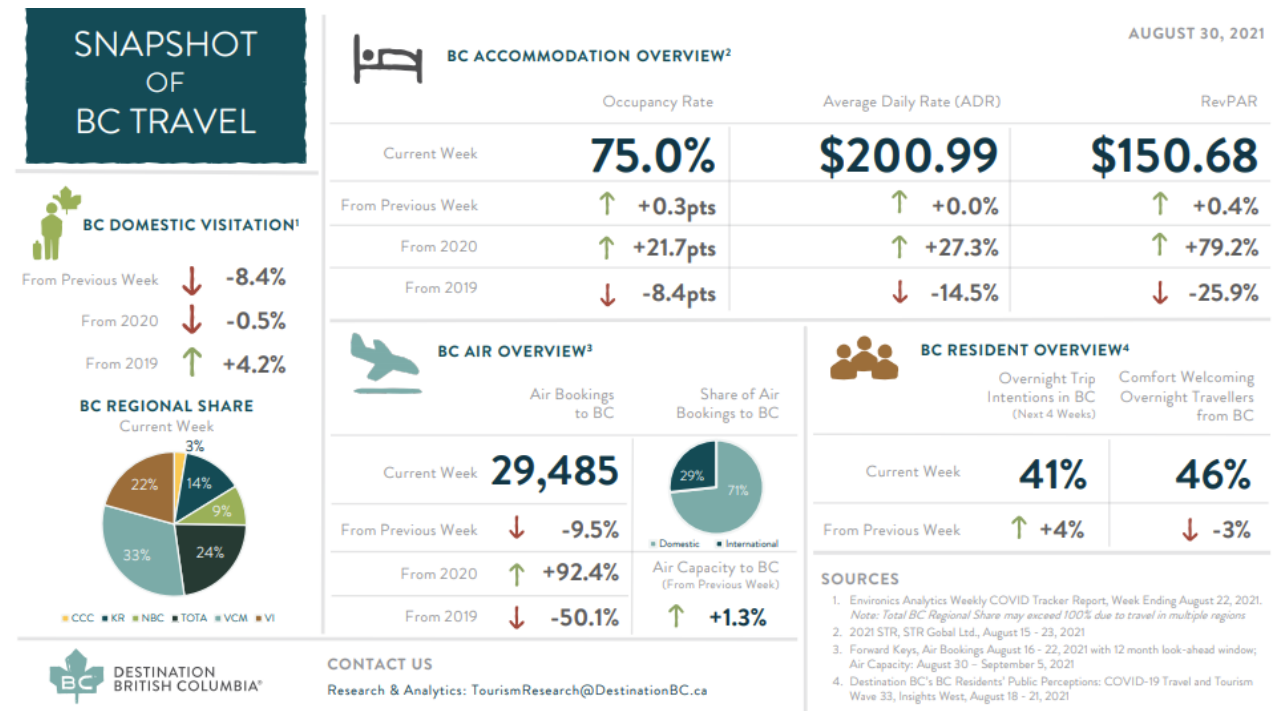 SNAPSHOT
OF
BC TRAVEL
BC DOMESTIC VISITATION¹
From Previous Week -8.4%
From 2020 -0.5%
From 2019 +4.2%
BC REGIONAL SHARE
Current Week
3%
14%
9%
24%
33%
22%
CCC KR NBC TOTA VCM VI
BC DESTINATION
BRITISH COLUMBIA®
AUGUST 30, 2021
BC ACCOMMODATION OVERVIEW²
Occupancy Rate Average Daily Rate (ADR) RevPAR
Current Week 75.0% $200.99 $150.68
From Previous Week +0.3pts +0.0% +0.4%
From 2020 +21.7pts +27.3% +79.2%
From 2019 -8.4pts -14.5% -25.9%
BC AIR OVERVIEW³
Air Bookings
to BC
Current Week 29,485
From Previous Week -9.5%
From 2020 +92.4%
From 2019 -50.1%
Share of Air
Bookings to BC
29%
71%
Domestic International
Air Capacity to BC
(From Previous Week)
+1.3%
BC RESIDENT OVERVIEW⁴
Overnight Trip
Intentions in BC
(Next 4 Weeks)
Comfort Welcoming
Overnight Travellers
from BC
Current Week 41% 46%
From Previous Week +4% -3%
SOURCES
1. Environics Analytics Weekly COVID Tracker Report, Week Ending August 22, 2021.
Note: Total BC Regional Share may exceed 100% due to travel in multiple regions
2. 2021 STR, STR Gobal Ltd., August 15 - 23, 2021
3. Forward Keys, Air Bookings August 16 - 22, 2021 with 12 month look-ahead window;
Air Capacity: August 30 – September 5, 2021
4. Destination BC's BC Residents' Public Perceptions: COVID-19 Travel and Tourism
Wave 33, Insights West, August 18 - 21, 2021
CONTACT US
Research & Analytics: TourismResearch@DestinationBC.ca